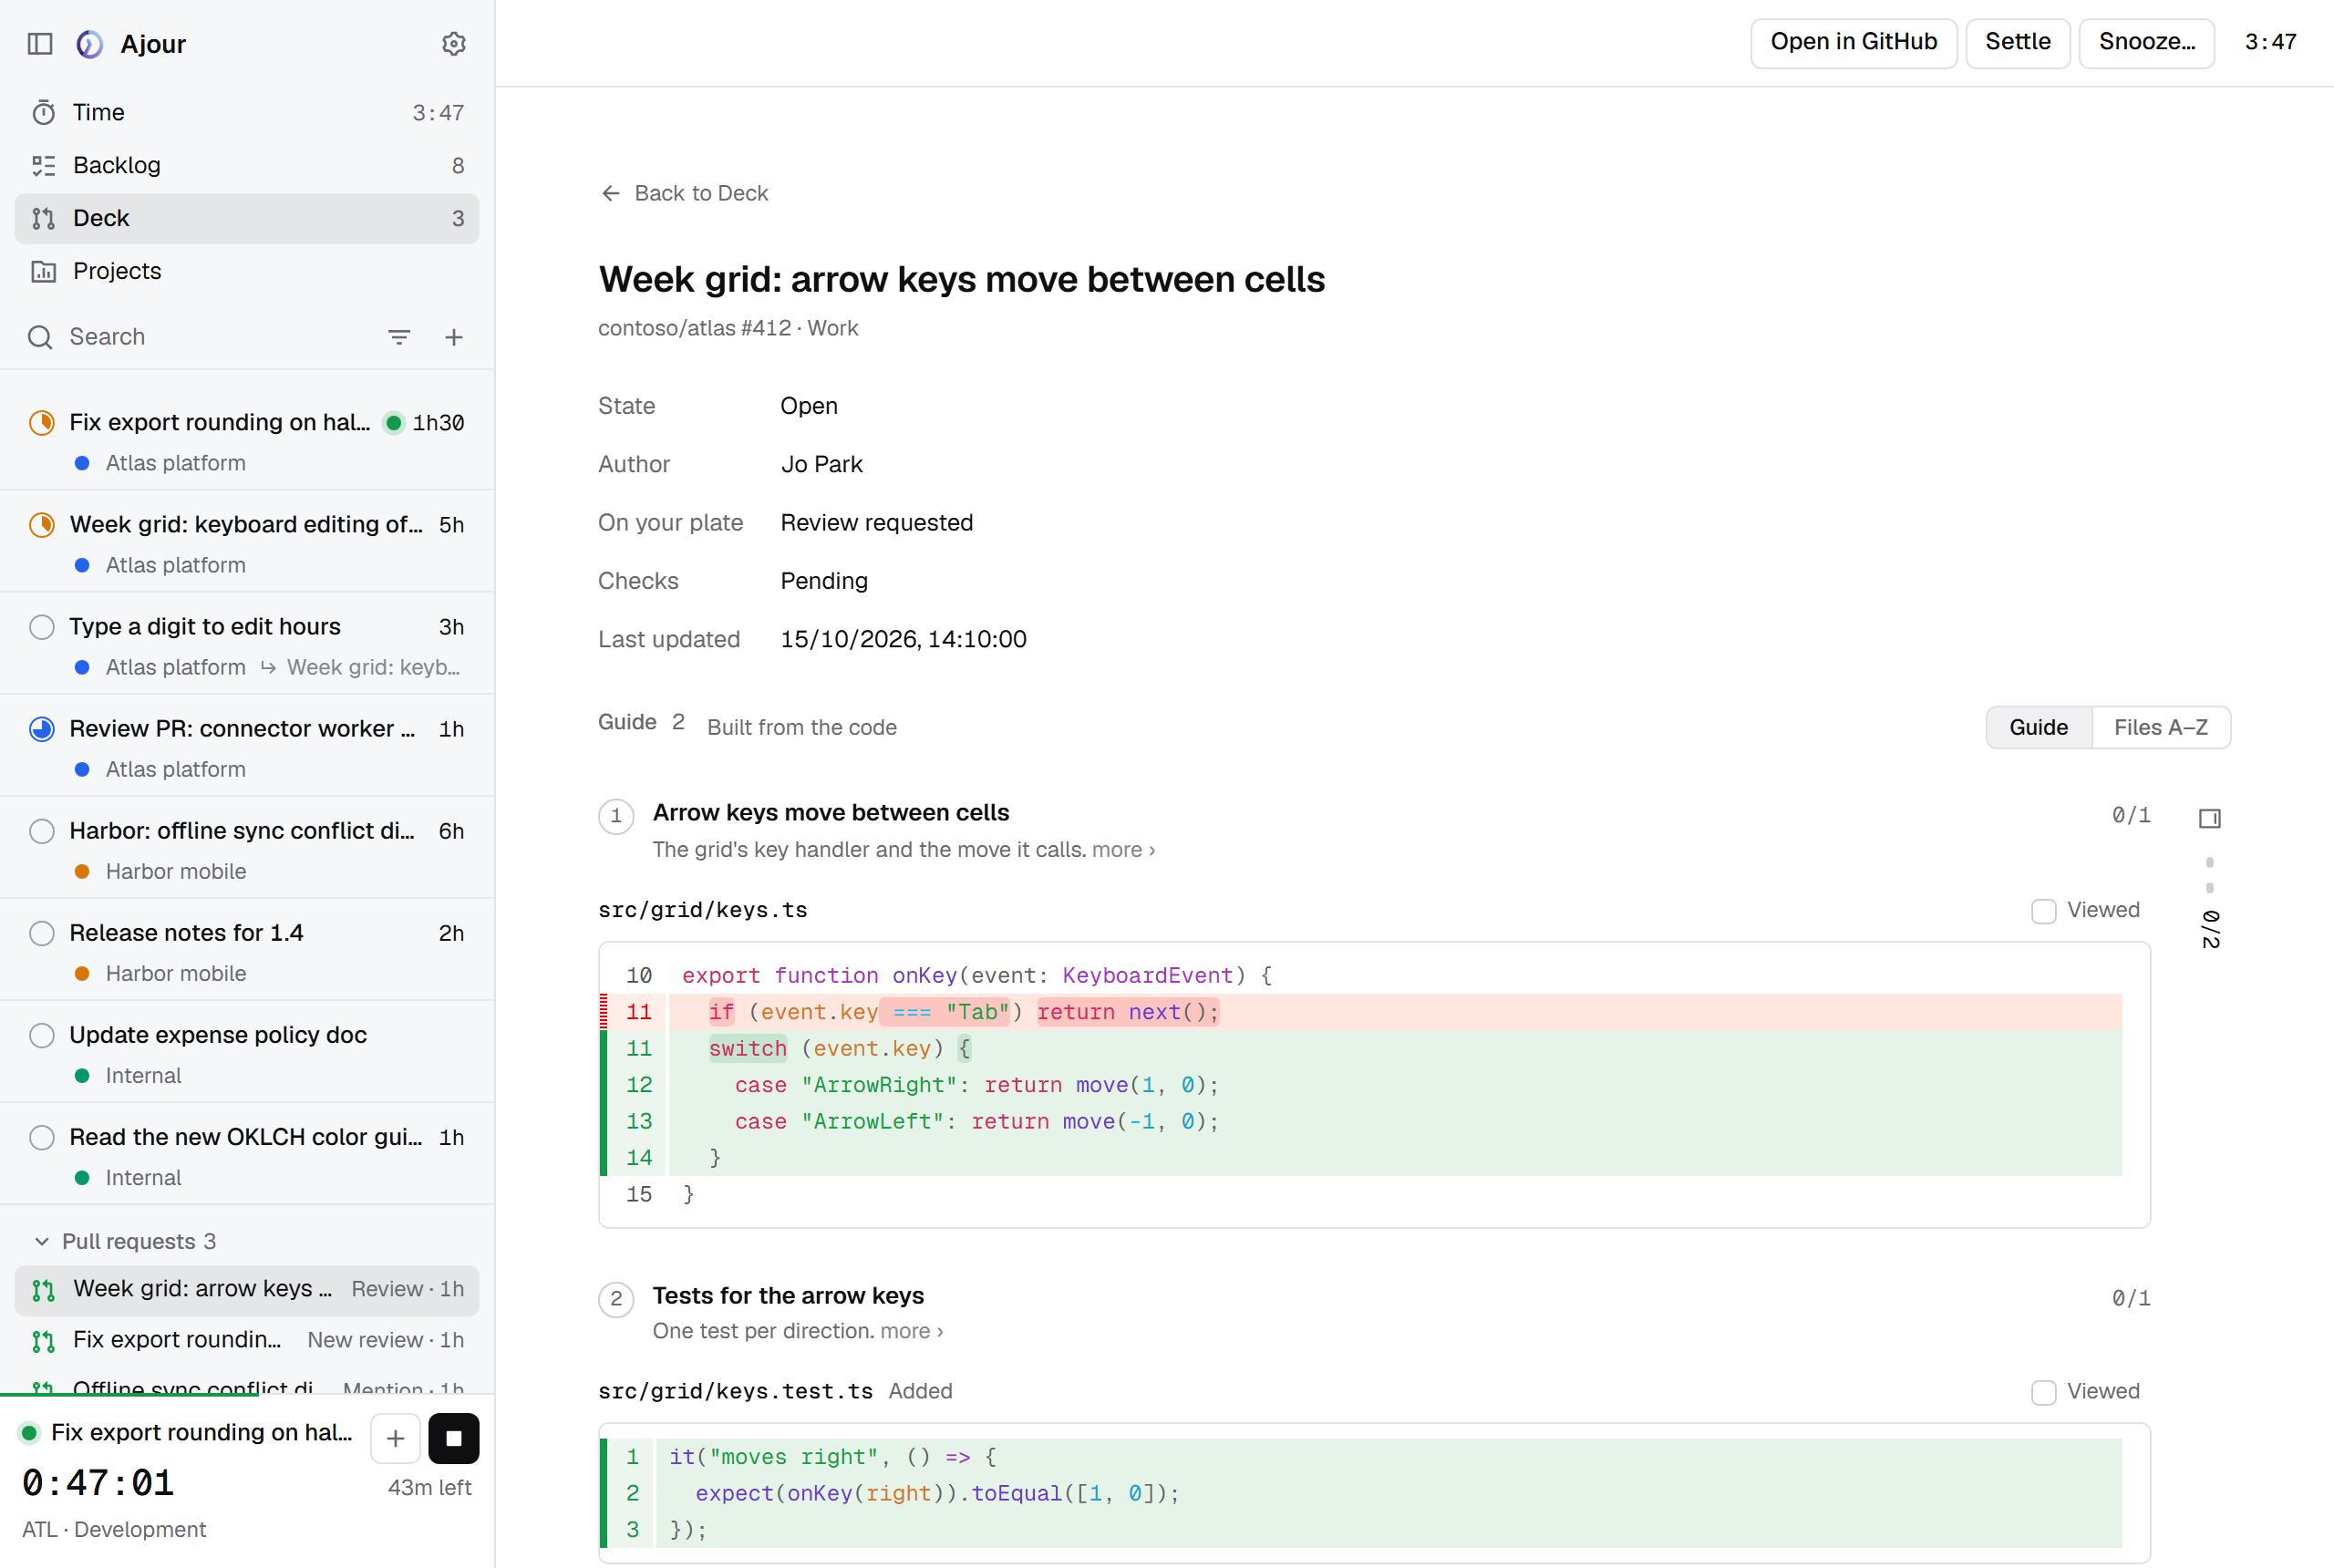 Ajour
Time 3:47
Backlog 8
Deck 3
Projects
Search
Fix export rounding on hal... 1h30
Atlas platform
Week grid: keyboard editing of... 5h
Atlas platform
Type a digit to edit hours 3h
Atlas platform ↳ Week grid: keyb...
Review PR: connector worker ... 1h
Atlas platform
Harbor: offline sync conflict di... 6h
Harbor mobile
Release notes for 1.4 2h
Harbor mobile
Update expense policy doc
Internal
Read the new OKLCH color gui... 1h
Internal
Pull requests 3
Week grid: arrow keys ... Review · 1h
Fix export roundin... New review · 1h
Offline sync conflict di... Mention · 1h
Fix export rounding on hal...
0:47:01
43m left
ATL · Development
Open in GitHub Settle Snooze... 3:47
← Back to Deck
Week grid: arrow keys move between cells
contoso/atlas #412 · Work
State Open
Author Jo Park
On your plate Review requested
Checks Pending
Last updated 15/10/2026, 14:10:00
Guide 2 Built from the code Guide Files A–Z
1 Arrow keys move between cells 0/1
The grid's key handler and the move it calls. more ›
0/2
src/grid/keys.ts Viewed
10 export function onKey(event: KeyboardEvent) {
11   if (event.key === "Tab") return next();
11   switch (event.key) {
12     case "ArrowRight": return move(1, 0);
13     case "ArrowLeft": return move(-1, 0);
14   }
15 }
2 Tests for the arrow keys 0/1
One test per direction. more ›
src/grid/keys.test.ts Added Viewed
1 it("moves right", () => {
2   expect(onKey(right)).toEqual([1, 0]);
3 });